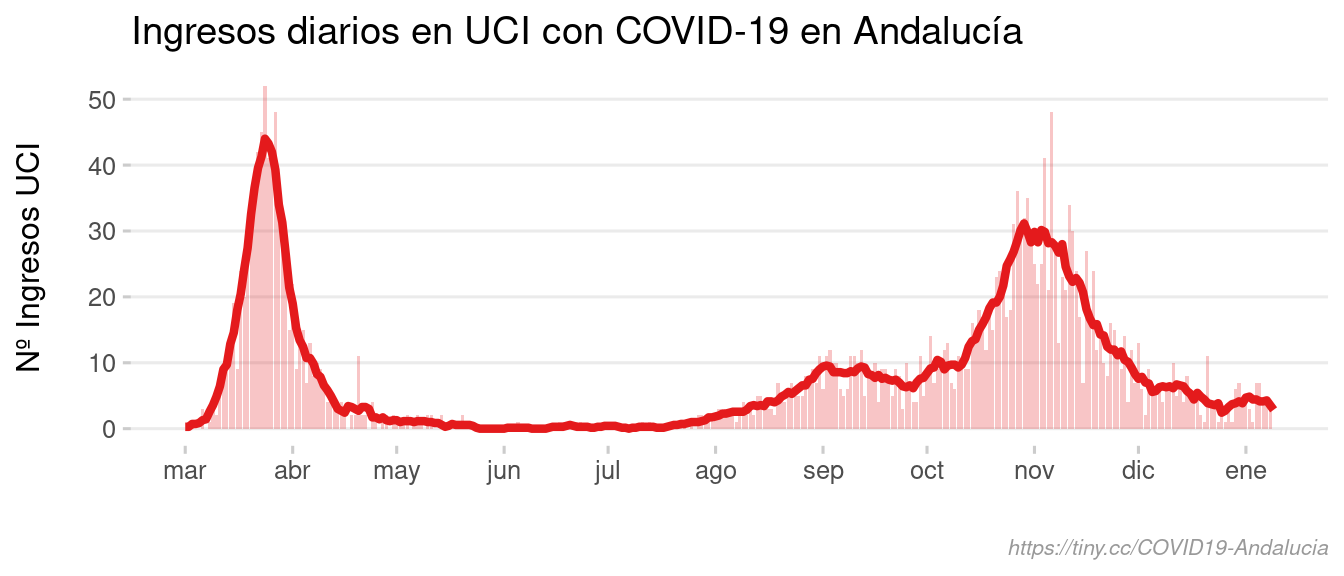 Ingresos diarios en UCI con COVID-19 en Andalucía
Nº Ingresos UCI
50
40
30
20
10
0
mar abr may jun jul ago sep oct nov dic ene
https://tiny.cc/COVID19-Andalucia